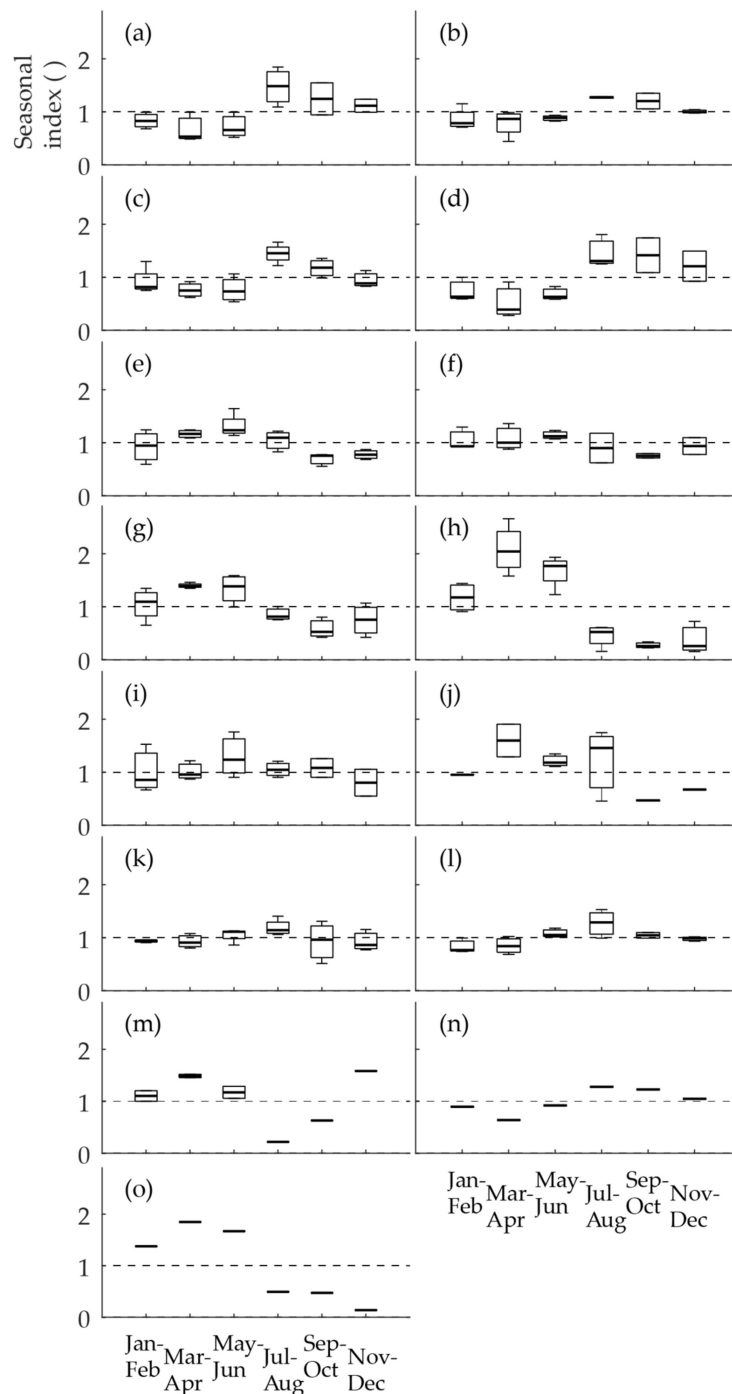 Seasonal
index ( )
(a)
2
1
0
(b)
(c)
2
1
0
(d)
(e)
2
1
0
(f)
(g)
2
1
0
(h)
(i)
2
1
0
(j)
(k)
2
1
0
(l)
(m)
2
1
0
(n)
Jan-
Feb
Mar-
Apr
May-
Jun
Jul-
Aug
Sep-
Oct
Nov-
Dec
(o)
2
1
0
Jan-
Feb
Mar-
Apr
May-
Jun
Jul-
Aug
Sep-
Oct
Nov-
Dec